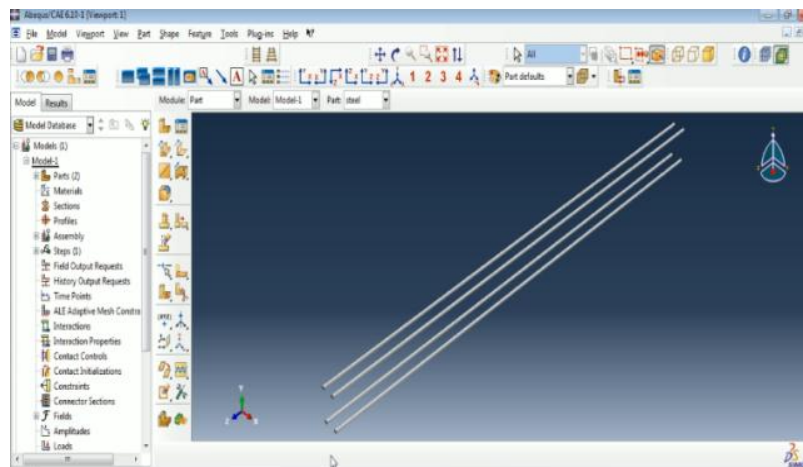 Abaqus/CAE 6.10-1 [Viewport: 1]
File Model Viewport View Part Shape Feature Tools Plug-ins Help
All
1 2 3 4 Part defaults
Model Results Module: Part Model: Model-1 Part: steel
Model Database
Models (1)
Model-1
Parts (2)
Materials
Sections
Profiles
Assembly
Steps (1)
Field Output Requests
History Output Requests
Time Points
ALE Adaptive Mesh Constra
Interactions
Interaction Properties
Contact Controls
Contact Initializations
Constraints
Connector Sections
Fields
Amplitudes
Loads